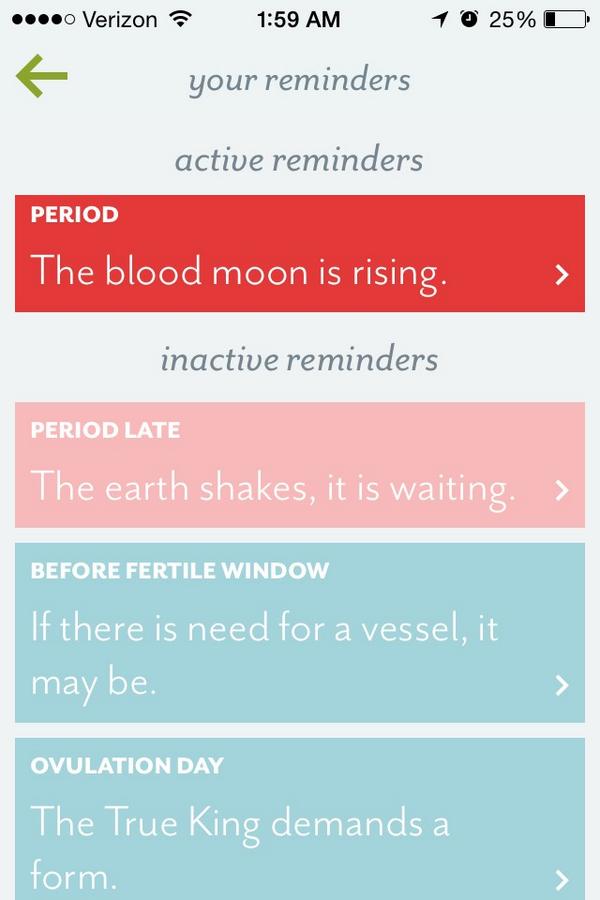 Verizon 1:59 AM 25%
your reminders
active reminders
PERIOD
The blood moon is rising.
inactive reminders
PERIOD LATE
The earth shakes, it is waiting.
BEFORE FERTILE WINDOW
If there is need for a vessel, it
may be.
OVULATION DAY
The True King demands a
form.